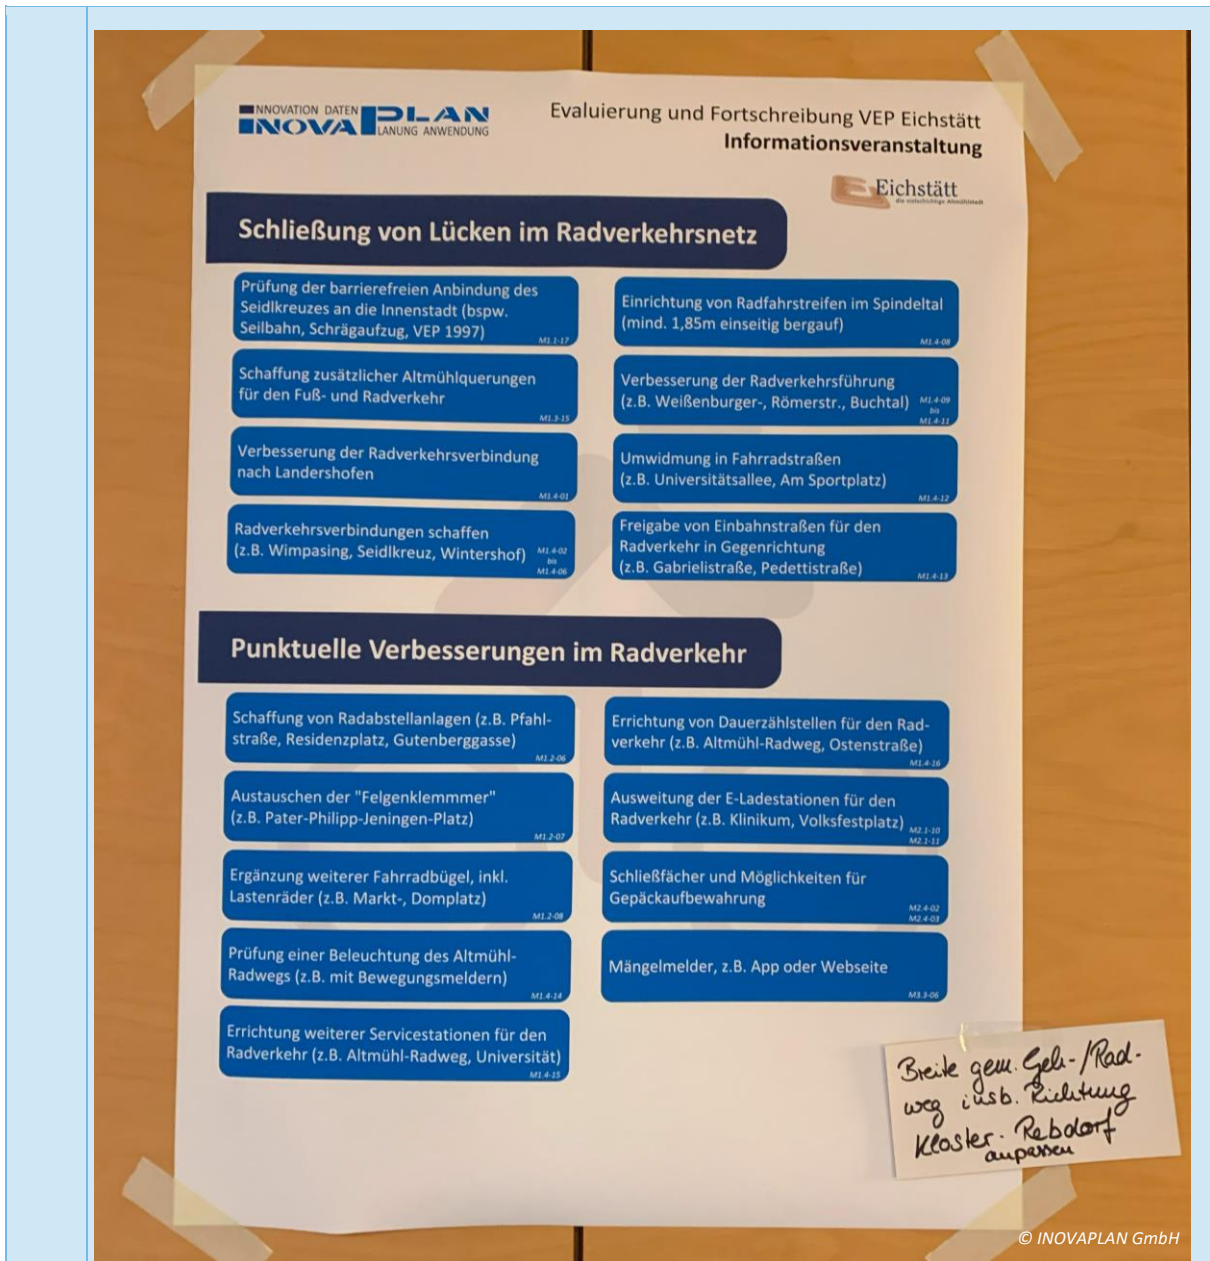 INNOVATION DATEN PLAN
INOVA PLANUNG ANWENDUNG
Evaluierung und Fortschreibung VEP Eichstätt
Informationsveranstaltung
Eichstätt
die vielschichtige Altmühlstadt
Schließung von Lücken im Radverkehrsnetz
Prüfung der barrierefreien Anbindung des
Seidlkreuzes an die Innenstadt (bspw.
Seilbahn, Schrägaufzug, VEP 1997)
M1.1-17
Schaffung zusätzlicher Altmühlquerungen
für den Fuß- und Radverkehr
M1.3-15
Verbesserung der Radverkehrsverbindung
nach Landershofen
M1.4-01
Radverkehrsverbindungen schaffen
(z.B. Wimpasing, Seidlkreuz, Wintershof)
M1.4-02
bis
M1.4-06
Einrichtung von Radfahrstreifen im Spindeltal
(mind. 1,85m einseitig bergauf)
M1.4-08
Verbesserung der Radverkehrsführung
(z.B. Weißenburger-, Römerstr., Buchtal)
M1.4-09
bis
M1.4-11
Umwidmung in Fahrradstraßen
(z.B. Universitätsallee, Am Sportplatz)
M1.4-12
Freigabe von Einbahnstraßen für den
Radverkehr in Gegenrichtung
(z.B. Gabrielistraße, Pedettistraße)
M1.4-13
Punktuelle Verbesserungen im Radverkehr
Schaffung von Radabstellanlagen (z.B. Pfahl-
straße, Residenzplatz, Gutenberggasse)
M1.2-06
Austauschen der "Felgenklemmmer"
(z.B. Pater-Philipp-Jeningen-Platz)
M1.2-07
Ergänzung weiterer Fahrradbügel, inkl.
Lastenräder (z.B. Markt-, Domplatz)
M1.2-08
Prüfung einer Beleuchtung des Altmühl-
Radwegs (z.B. mit Bewegungsmeldern)
M1.4-14
Errichtung weiterer Servicestationen für den
Radverkehr (z.B. Altmühl-Radweg, Universität)
M1.4-15
Errichtung von Dauerzählstellen für den Rad-
verkehr (z.B. Altmühl-Radweg, Ostenstraße)
M1.4-16
Ausweitung der E-Ladestationen für den
Radverkehr (z.B. Klinikum, Volksfestplatz)
M2.1-10
M2.1-11
Schließfächer und Möglichkeiten für
Gepäckaufbewahrung
M2.4-02
M2.4-03
Mängelmelder, z.B. App oder Webseite
M3.3-06
Breite gem. Geh-/Rad-
weg insb. Richtung
Kloster-Rebdorf
anpassen
© INOVAPLAN GmbH